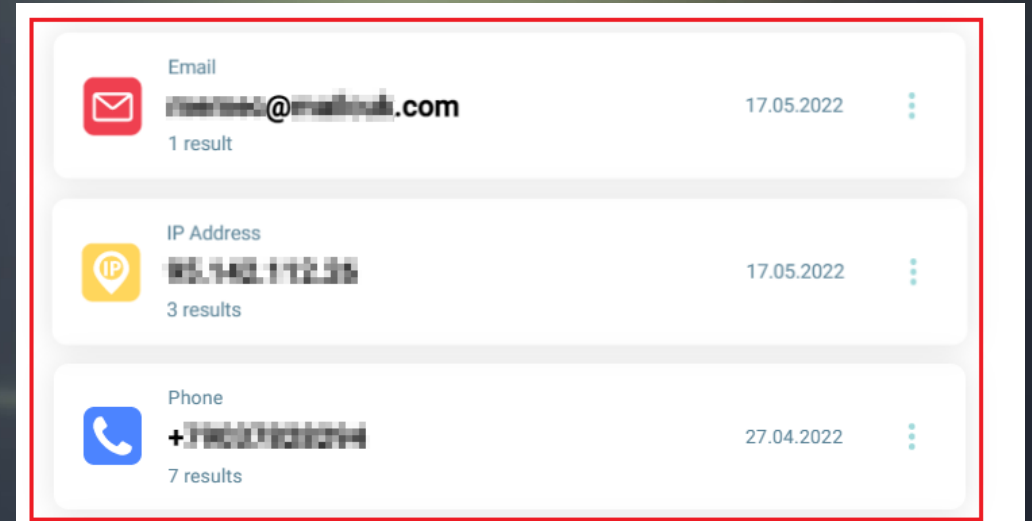 Email
@.com
17.05.2022
1 result
IP Address
IP
17.05.2022
3 results
Phone
+
27.04.2022
7 results